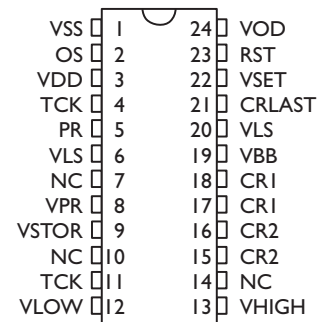 VSS 1 24 VOD
OS 2 23 RST
VDD 3 22 VSET
TCK 4 21 CRLAST
PR 5 20 VLS
VLS 6 19 VBB
NC 7 18 CR1
VPR 8 17 CR1
VSTOR 9 16 CR2
NC 10 15 CR2
TCK 11 14 NC
VLOW 12 13 VHIGH